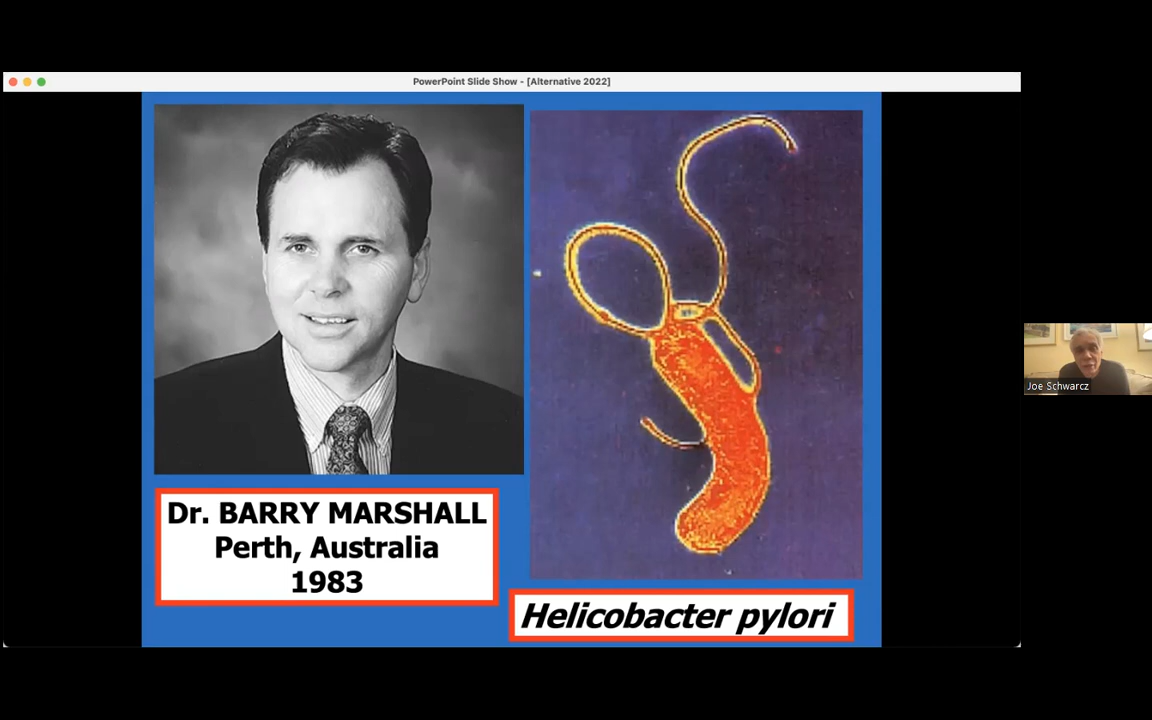 PowerPoint Slide Show - [Alternative 2022]
Dr. BARRY MARSHALL
Perth, Australia
1983
Helicobacter pylori
Joe Schwarcz